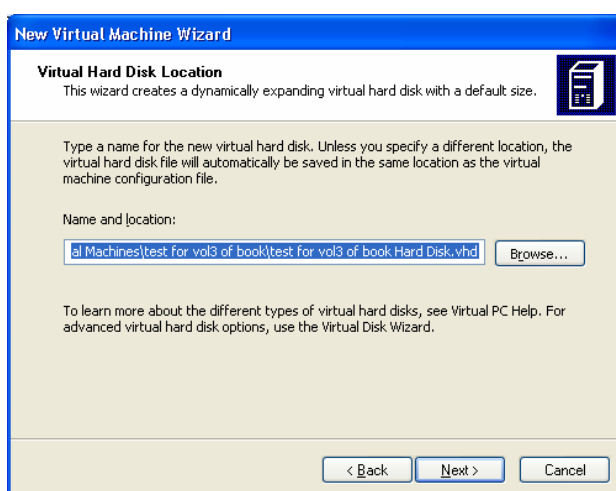 New Virtual Machine Wizard
Virtual Hard Disk Location
This wizard creates a dynamically expanding virtual hard disk with a default size.
Type a name for the new virtual hard disk. Unless you specify a different location, the
virtual hard disk file will automatically be saved in the same location as the virtual
machine configuration file.
Name and location:
al Machines\test for vol3 of book\test for vol3 of book Hard Disk.vhd
Browse...
To learn more about the different types of virtual hard disks, see Virtual PC Help. For
advanced virtual hard disk options, use the Virtual Disk Wizard.
< Back
Next >
Cancel